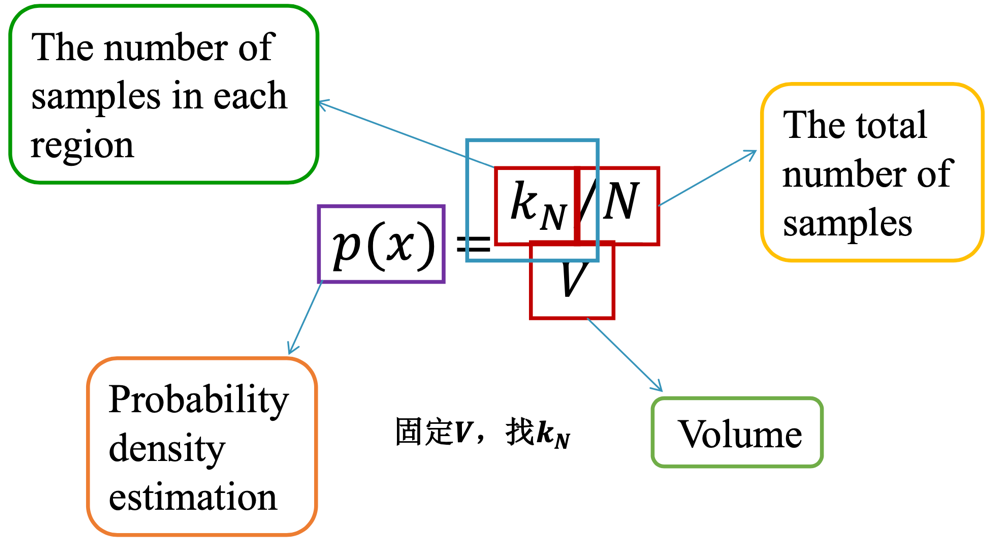 The number of
samples in each
region
The total
number of
samples
p(x) = k_N/N
V
Probability
density
estimation
固定V，找k_N
Volume